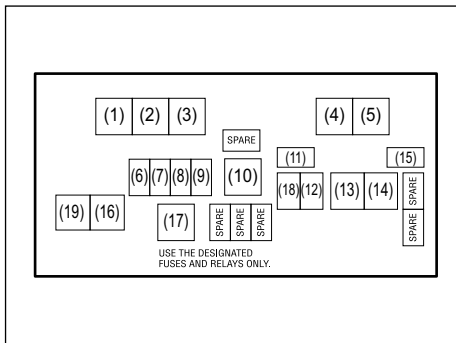 (1) (2) (3) (4) (5)
SPARE
(11) (15)
(6) (7) (8) (9) (10) (18) (12) (13) (14) SPARE
(19) (16) (17) SPARE SPARE SPARE SPARE
USE THE DESIGNATED
FUSES AND RELAYS ONLY.